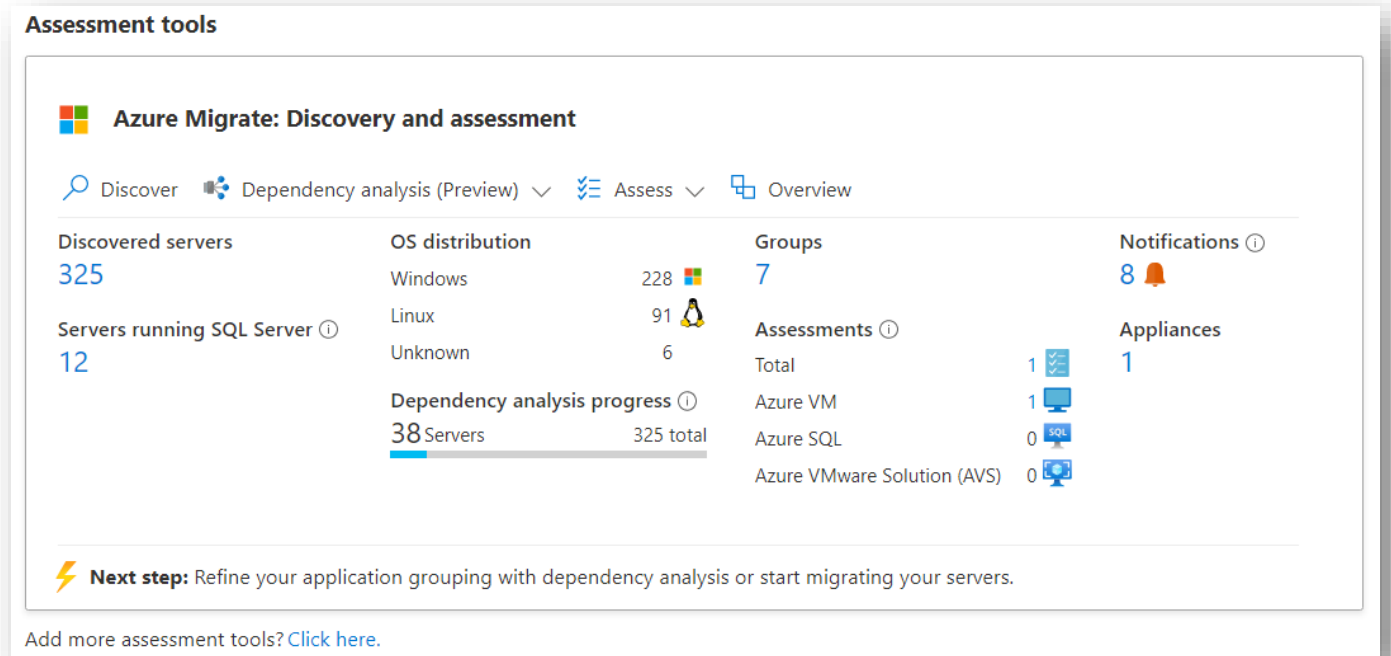 Assessment tools
Azure Migrate: Discovery and assessment
Discover Dependency analysis (Preview) Assess Overview
Discovered servers
325
Servers running SQL Server
12
OS distribution
Windows 228
Linux 91
Unknown 6
Dependency analysis progress
38 Servers 325 total
Groups
7
Assessments
Total 1
Azure VM 1
Azure SQL 0 SQL
Azure VMware Solution (AVS) 0
Notifications
8
Appliances
1
Next step: Refine your application grouping with dependency analysis or start migrating your servers.
Add more assessment tools? Click here.